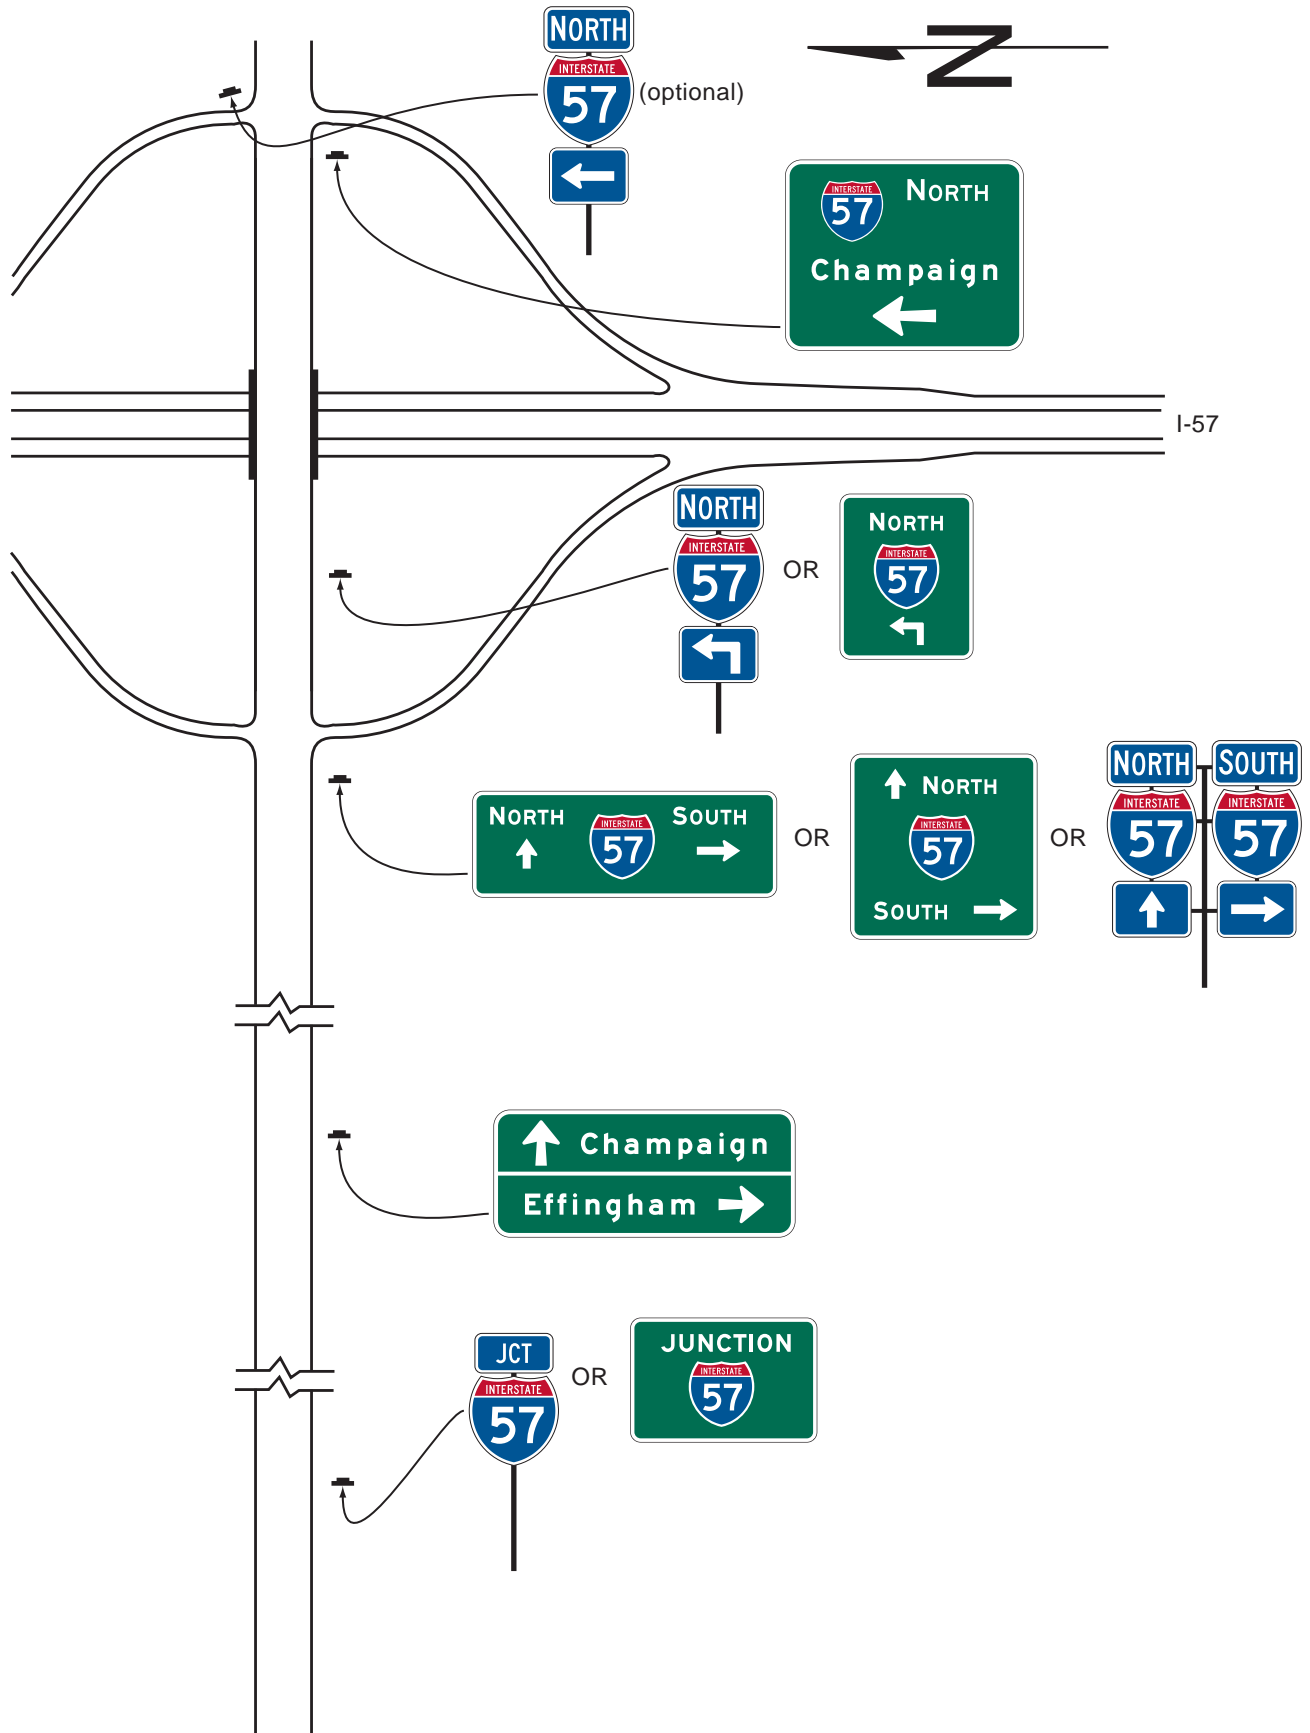 NORTH
INTERSTATE
57
(optional)
N
INTERSTATE
57
NORTH
Champaign
I-57
NORTH
INTERSTATE
57
OR
NORTH
INTERSTATE
57
NORTH
INTERSTATE
57
SOUTH
OR
NORTH
INTERSTATE
57
SOUTH
OR
NORTH
INTERSTATE
57
SOUTH
INTERSTATE
57
Champaign
Effingham
JCT
INTERSTATE
57
OR
JUNCTION
INTERSTATE
57